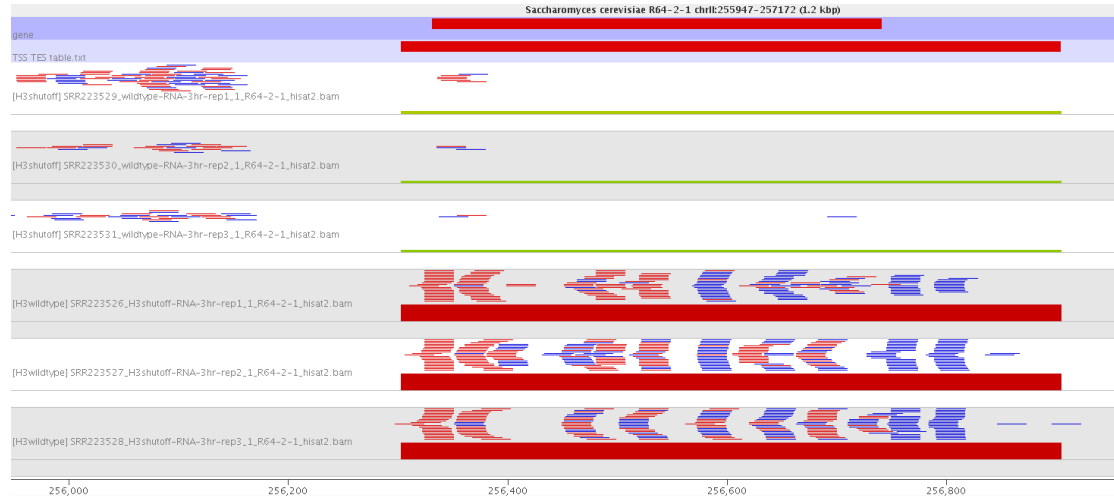 Saccharomyces cerevisiae R64-2-1 chrII:255947-257172 (1.2 kbp)
gene
TSS TES table.txt
[H3shutoff] SRR223529_wildtype-RNA-3hr-rep1_1_R64-2-1_hisat2.bam
[H3shutoff] SRR223530_wildtype-RNA-3hr-rep2_1_R64-2-1_hisat2.bam
[H3shutoff] SRR223531_wildtype-RNA-3hr-rep3_1_R64-2-1_hisat2.bam
[H3wildtype] SRR223526_H3shutoff-RNA-3hr-rep1_1_R64-2-1_hisat2.bam
[H3wildtype] SRR223527_H3shutoff-RNA-3hr-rep2_1_R64-2-1_hisat2.bam
[H3wildtype] SRR223528_H3shutoff-RNA-3hr-rep3_1_R64-2-1_hisat2.bam
256,000 256,200 256,400 256,600 256,800